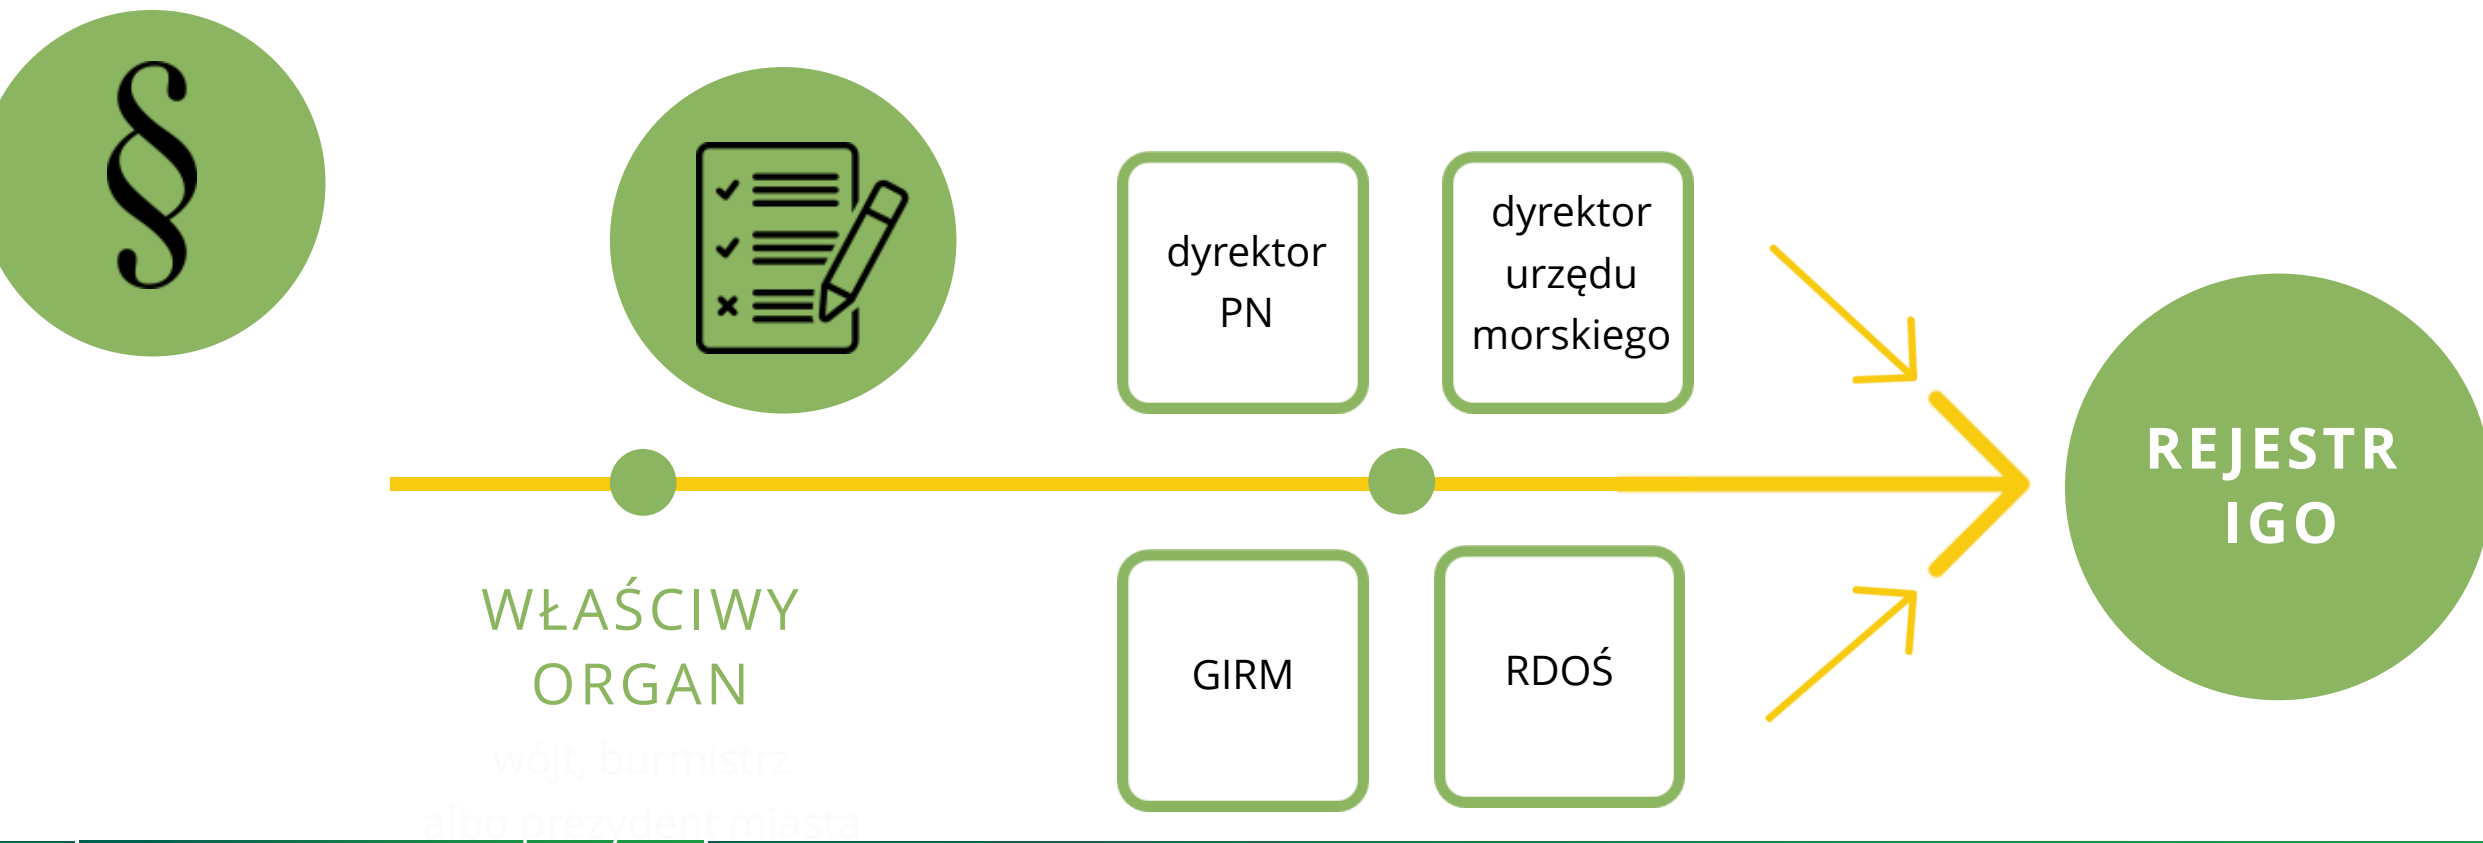 §
WŁAŚCIWY
ORGAN
wójt, burmistrz
albo prezydent miasta
dyrektor
PN
dyrektor
urzędu
morskiego
GIRM
RDOŚ
REJESTR
IGO